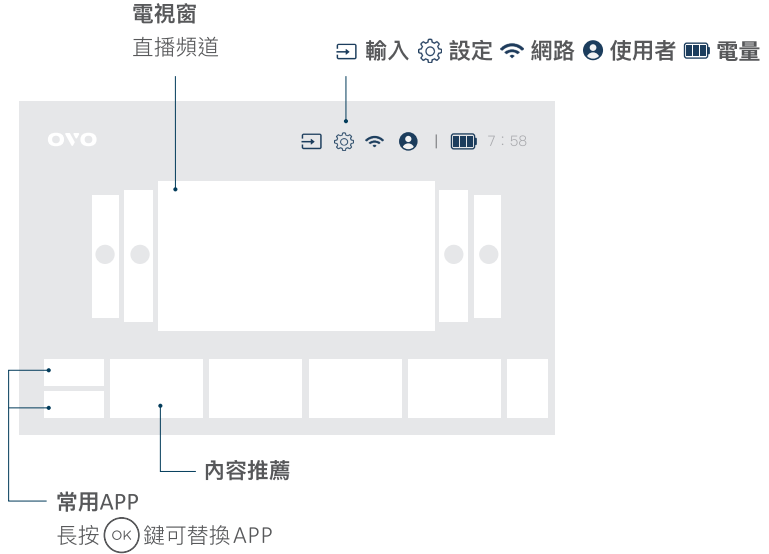 電視窗
直播頻道
輸入 設定 網路 使用者 電量
OVO
7:58
內容推薦
常用APP
長按 OK 鍵可替換APP